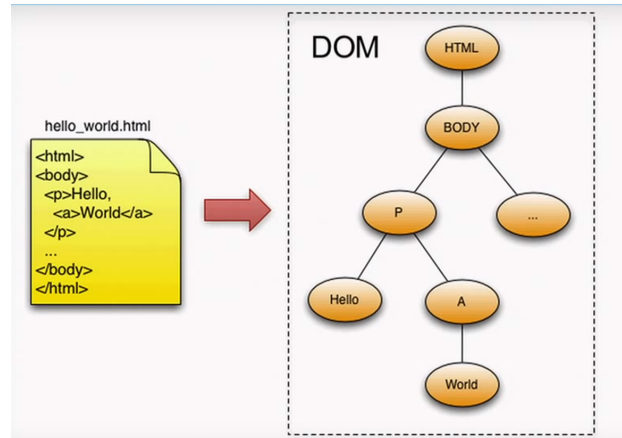 hello_world.html
<html>
<body>
<p>Hello,
<a>World</a>
</p>
...
</body>
</html>
DOM
HTML
BODY
P
...
Hello
A
World